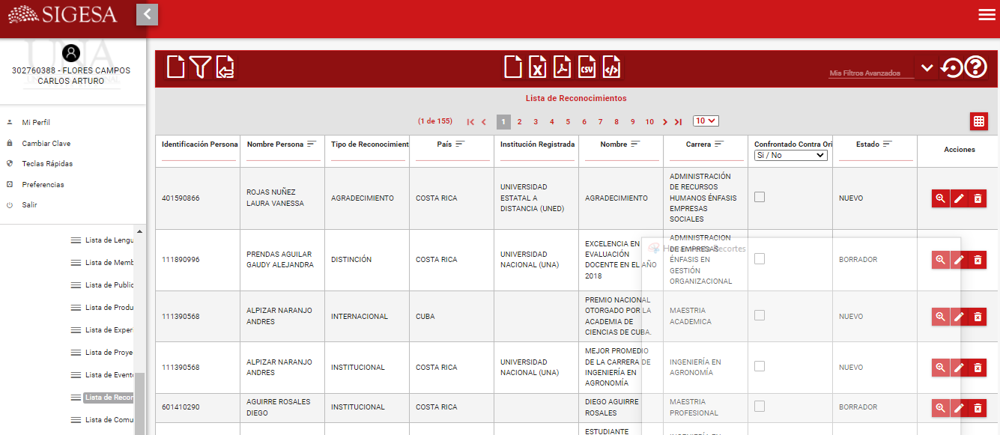 SIGESA
UNA
302760388 - FLORES CAMPOS
CARLOS ARTURO
Mi Perfil
Cambiar Clave
Teclas Rápidas
Preferencias
Salir
Lista de Lengu
Lista de Memb
Lista de Public
Lista de Produ
Lista de Exper
Lista de Proye
Lista de Evento
Lista de Recor
Lista de Comu
X
CSV
</>
Mis Filtros Avanzados
?
Lista de Reconocimientos
(1 de 155) 1 2 3 4 5 6 7 8 9 10 10
Identificación Persona Nombre Persona Tipo de Reconocimient País Institución Registrada Nombre Carrera Confrontado Contra Ori Estado Acciones
Si / No
401590866
ROJAS NUÑEZ
LAURA VANESSA
AGRADECIMIENTO
COSTA RICA
UNIVERSIDAD
ESTATAL A
DISTANCIA (UNED)
AGRADECIMIENTO
ADMINISTRACIÓN
DE RECURSOS
HUMANOS ÉNFASIS
EMPRESAS
SOCIALES
NUEVO
111890996
PRENDAS AGUILAR
GAUDY ALEJANDRA
DISTINCIÓN
COSTA RICA
UNIVERSIDAD
NACIONAL (UNA)
EXCELENCIA EN
EVALUACIÓN
DOCENTE EN EL AÑO
2018
ADMINISTRACION
DE EMPRESAS
ÉNFASIS EN
GESTIÓN
ORGANIZACIONAL
BORRADOR
Recortes
111390568
ALPIZAR NARANJO
ANDRES
INTERNACIONAL
CUBA
PREMIO NACIONAL
OTORGADO POR LA
ACADEMIA DE
CIENCIAS DE CUBA.
MAESTRIA
ACADEMICA
NUEVO
111390568
ALPIZAR NARANJO
ANDRES
INSTITUCIONAL
COSTA RICA
UNIVERSIDAD
NACIONAL (UNA)
MEJOR PROMEDIO
DE LA CARRERA DE
INGENIERÍA EN
AGRONOMÍA
INGENIERÍA EN
AGRONOMÍA
NUEVO
601410290
AGUIRRE ROSALES
DIEGO
INSTITUCIONAL
COSTA RICA
DIEGO AGUIRRE
ROSALES
MAESTRIA
PROFESIONAL
BORRADOR
ESTUDIANTE